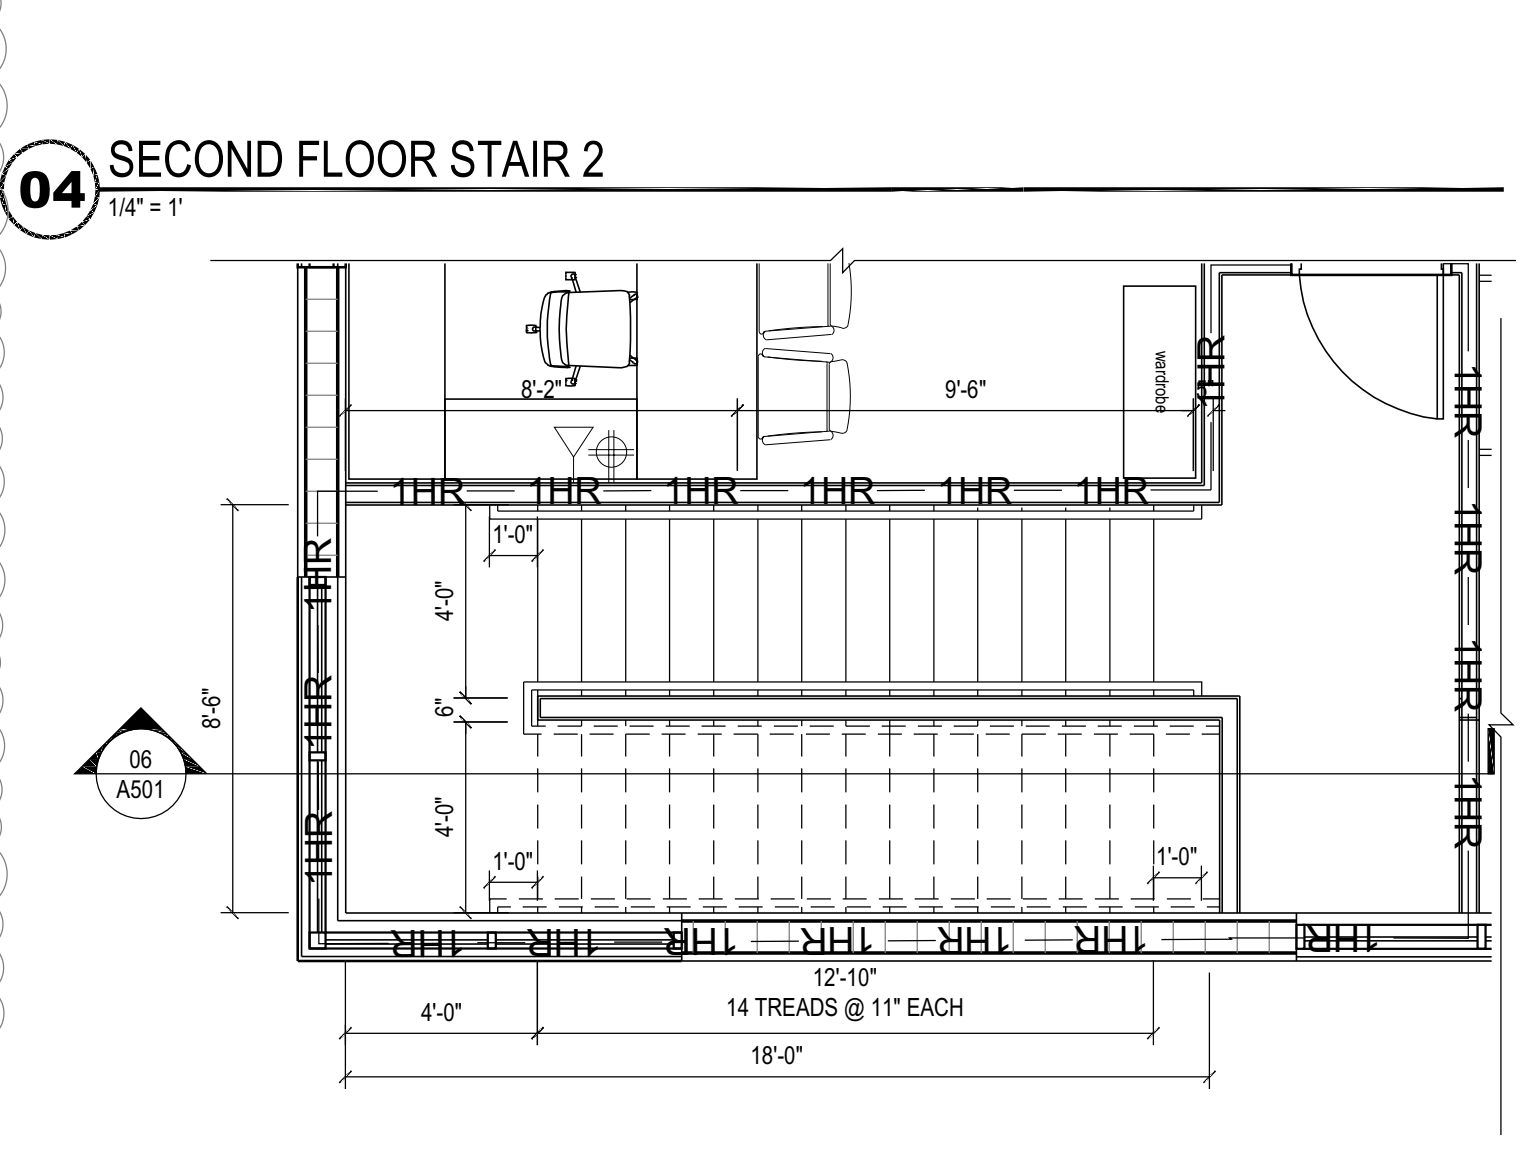 04
SECOND FLOOR STAIR 2
1/4" = 1'
wardrobe
1HR
8'-2"
9'-6"
1HR
1HR 1HR 1HR 1HR 1HR 1HR
1'-0"
1HR
1HR
4'-0"
1HR
1HR
6"
8'-6"
06
A501
1HR
1HR
4'-0"
1'-0"
1'-0"
1HR 1HR 1HR 1HR 1HR 1HR 1HR
12'-10"
14 TREADS @ 11" EACH
4'-0"
18'-0"